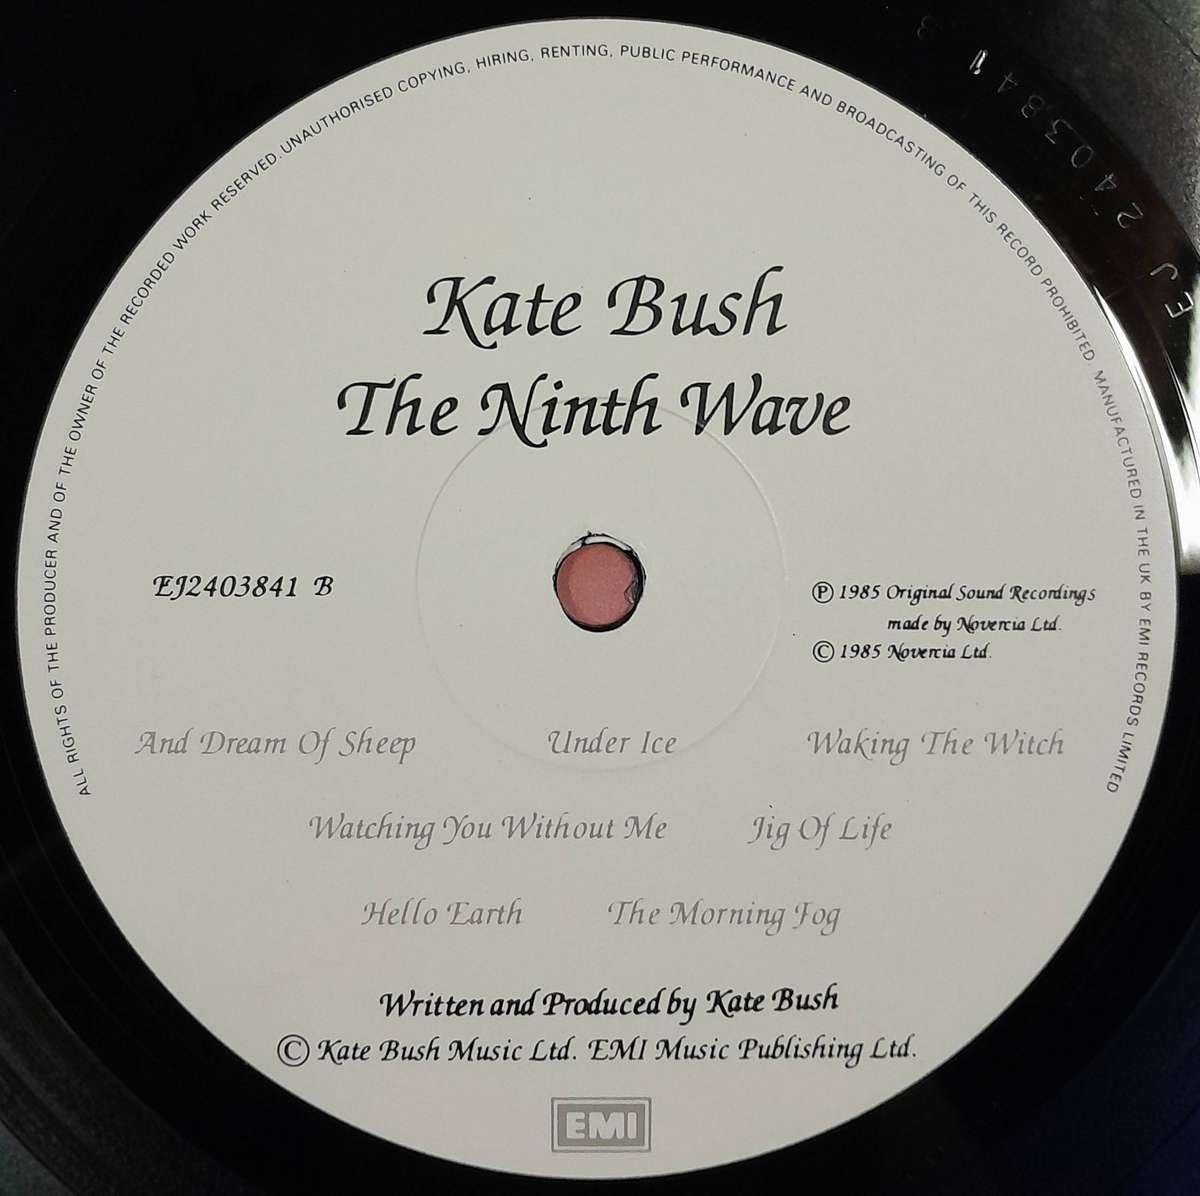 ALL RIGHTS OF THE PRODUCER AND OF THE OWNER OF THE RECORDED WORK RESERVED. UNAUTHORISED COPYING, HIRING, RENTING, PUBLIC PERFORMANCE AND BROADCASTING OF THIS RECORD PROHIBITED. MANUFACTURED IN THE UK BY EMI RECORDS LIMITED
Kate Bush
The Ninth Wave
EJ2403841 B
Ⓟ 1985 Original Sound Recordings
made by Novercia Ltd.
© 1985 Novercia Ltd.
And Dream Of Sheep Under Ice Waking The Witch
Watching You Without Me Jig Of Life
Hello Earth The Morning Fog
Written and Produced by Kate Bush
© Kate Bush Music Ltd. EMI Music Publishing Ltd.
EMI
EJ 240384 1